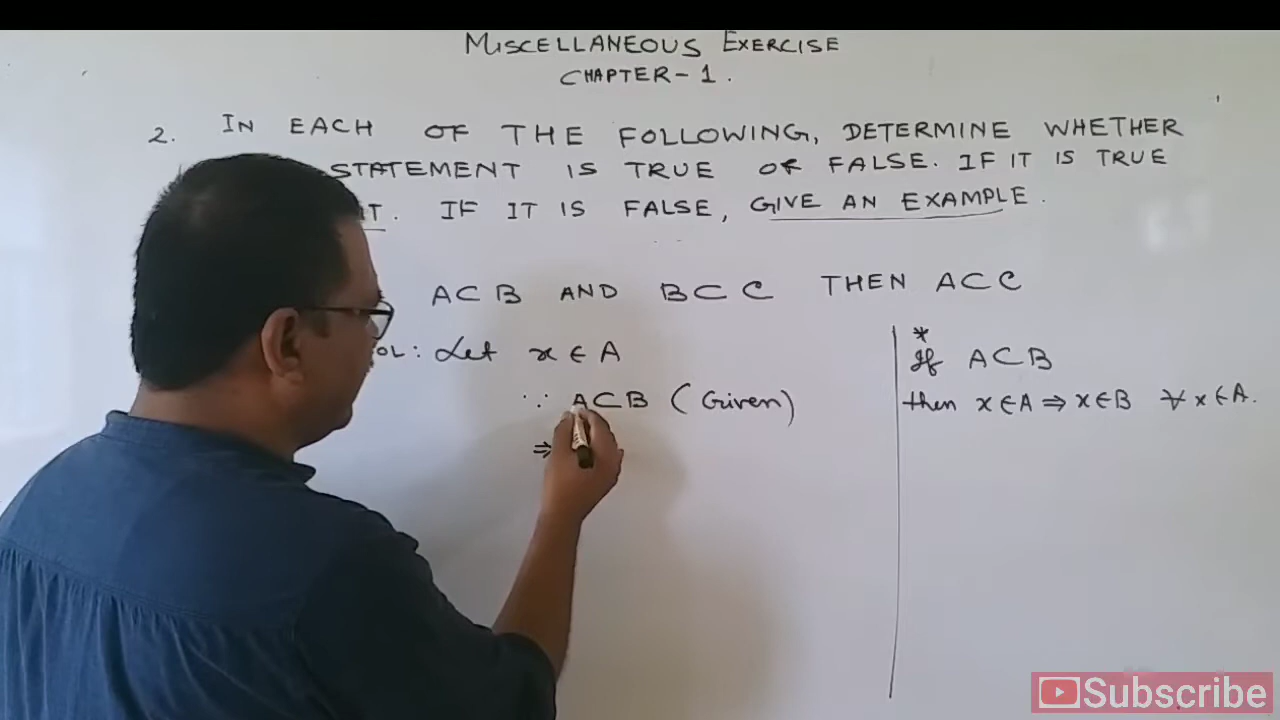 MISCELLANEOUS EXERCISE
CHAPTER-1.
2. IN EACH OF THE FOLLOWING, DETERMINE WHETHER
STATEMENT IS TRUE OR FALSE. IF IT IS TRUE
IF IT IS FALSE, GIVE AN EXAMPLE.
A⊂B AND B⊂C THEN A⊂C
OL: Let x∈A
∵ A⊂B (Given)
⇒
*
If A⊂B
then x∈A ⇒ x∈B ∀ x∈A.
Subscribe